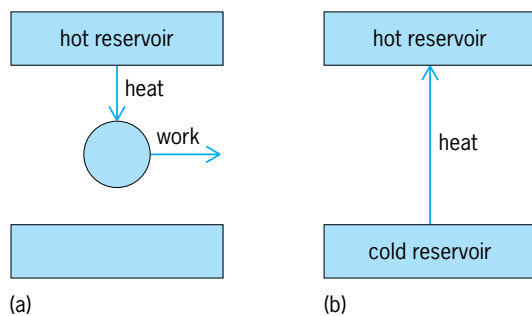 hot reservoir
heat
work
(a)
hot reservoir
heat
cold reservoir
(b)